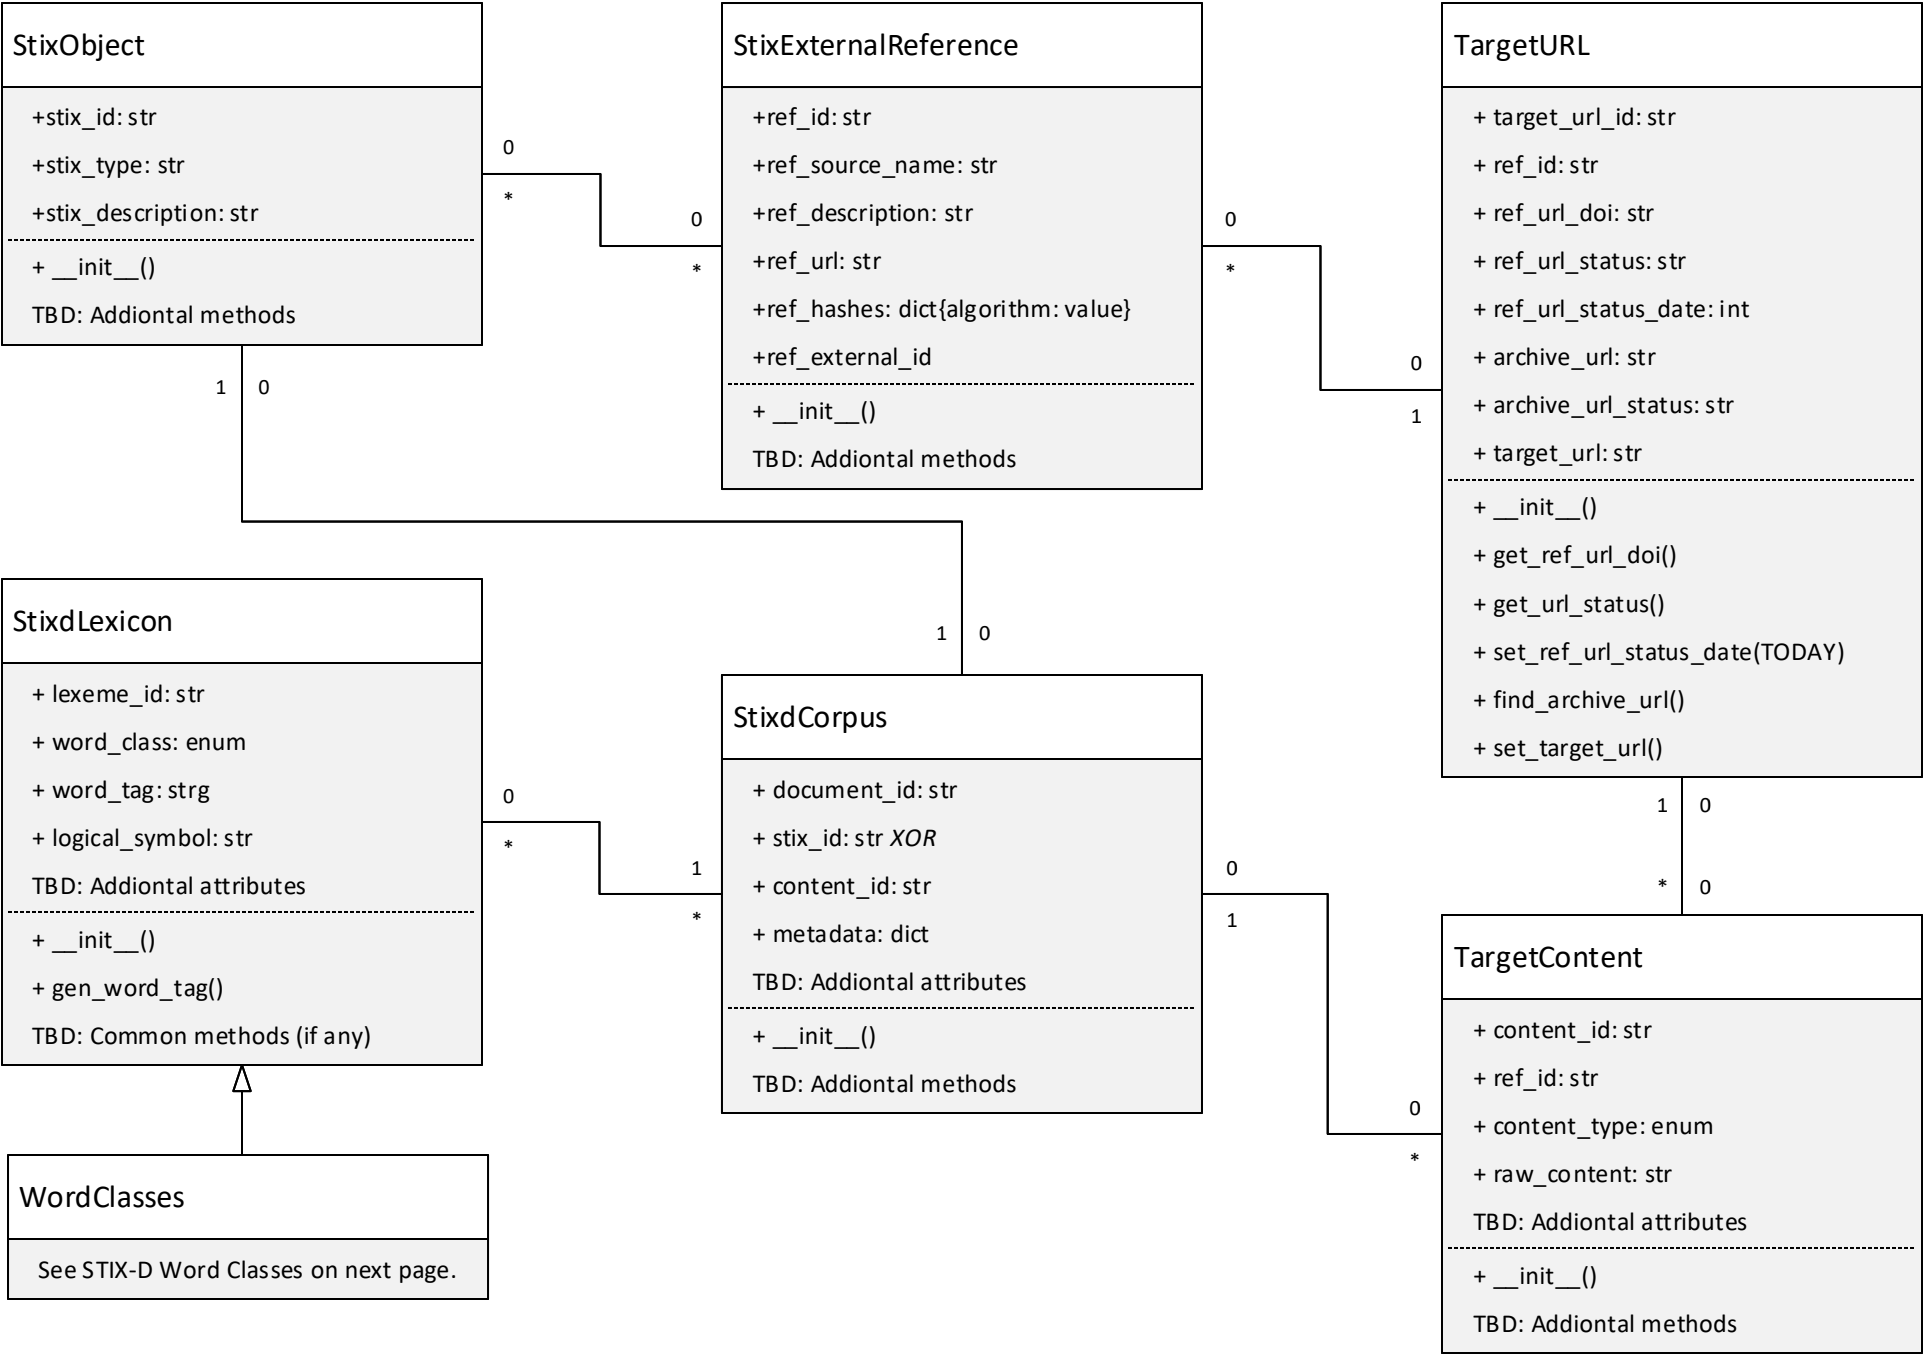 StixObject
+stix_id: str
+stix_type: str
+stix_description: str
+ __init__()
TBD: Addiontal methods
0
*
0
*
StixExternalReference
+ref_id: str
+ref_source_name: str
+ref_description: str
+ref_url: str
+ref_hashes: dict{algorithm: value}
+ref_external_id
+ __init__()
TBD: Addiontal methods
0
*
0
1
TargetURL
+ target_url_id: str
+ ref_id: str
+ ref_url_doi: str
+ ref_url_status: str
+ ref_url_status_date: int
+ archive_url: str
+ archive_url_status: str
+ target_url: str
+ __init__()
+ get_ref_url_doi()
+ get_url_status()
+ set_ref_url_status_date(TODAY)
+ find_archive_url()
+ set_target_url()
1 0
1 0
StixdLexicon
+ lexeme_id: str
+ word_class: enum
+ word_tag: strg
+ logical_symbol: str
TBD: Addiontal attributes
+ __init__()
+ gen_word_tag()
TBD: Common methods (if any)
0
*
1
*
StixdCorpus
+ document_id: str
+ stix_id: str XOR
+ content_id: str
+ metadata: dict
TBD: Addiontal attributes
+ __init__()
TBD: Addiontal methods
0
1
0
*
1 0
* 0
TargetContent
+ content_id: str
+ ref_id: str
+ content_type: enum
+ raw_content: str
TBD: Addiontal attributes
+ __init__()
TBD: Addiontal methods
WordClasses
See STIX-D Word Classes on next page.